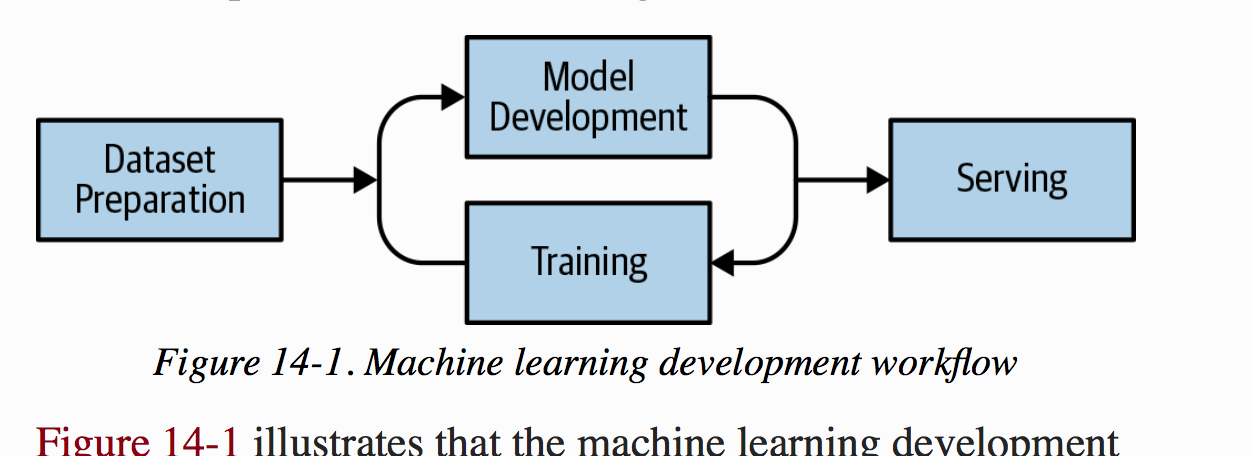 Model
Development
Dataset
Preparation
Serving
Training
Figure 14-1. Machine learning development workflow
Figure 14-1 illustrates that the machine learning development